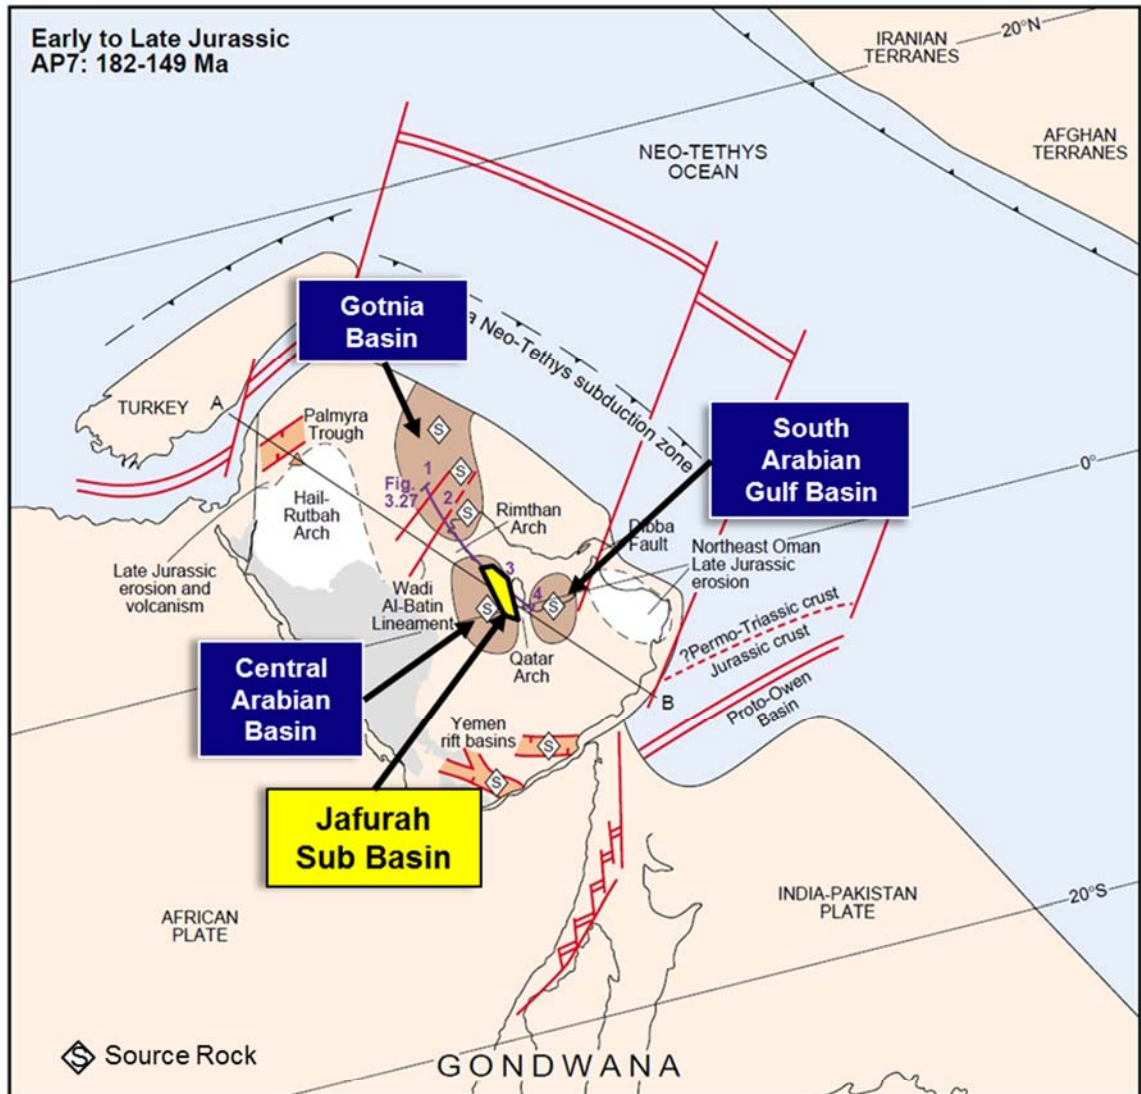 Early to Late Jurassic
AP7: 182-149 Ma
20°N
IRANIAN
TERRANES
AFGHAN
TERRANES
NEO-TETHYS
OCEAN
Gotnia
Basin
a Neo-Tethys subduction zone
TURKEY
A
Palmyra
Trough
South
Arabian
Gulf Basin
0°
Hail-
Rutbah
Arch
S
1
S
Fig.
3.27
2
S
Rimthan
Arch
Dibba
Fault
Northeast Oman
Late Jurassic
erosion
Late Jurassic
erosion and
volcanism
Wadi
Al-Batin
Lineament
3
S
4
S
?Permo-Triassic crust
Jurassic crust
Qatar
Arch
B
Proto-Owen
Basin
Central
Arabian
Basin
Yemen
rift basins
S
S
Jafurah
Sub Basin
AFRICAN
PLATE
INDIA-PAKISTAN
PLATE
20°S
S Source Rock
GONDWANA